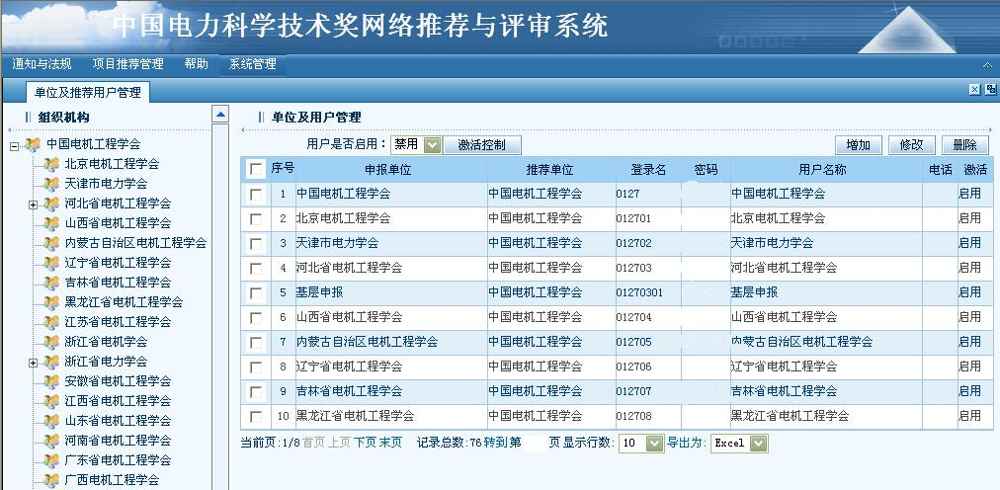 中国电力科学技术奖网络推荐与评审系统
通知与法规 项目推荐管理 帮助 系统管理
单位及推荐用户管理
组织机构
中国电机工程学会
北京电机工程学会
天津市电力学会
河北省电机工程学会
山西省电机工程学会
内蒙古自治区电机工程学会
辽宁省电机工程学会
吉林省电机工程学会
黑龙江省电机工程学会
江苏省电机工程学会
浙江省电机学会
浙江省电力学会
安徽省电机工程学会
江西省电机工程学会
山东省电机工程学会
河南省电机工程学会
广东省电机工程学会
广西电机工程学会
单位及用户管理
用户是否启用： 禁用 激活控制 增加 修改 删除
序号 申报单位 推荐单位 登录名 密码 用户名称 电话 激活
1 中国电机工程学会 中国电机工程学会 0127 中国电机工程学会 启用
2 北京电机工程学会 中国电机工程学会 012701 北京电机工程学会 启用
3 天津市电力学会 中国电机工程学会 012702 天津市电力学会 启用
4 河北省电机工程学会 中国电机工程学会 012703 河北省电机工程学会 启用
5 基层申报 中国电机工程学会 01270301 基层申报 启用
6 山西省电机工程学会 中国电机工程学会 012704 山西省电机工程学会 启用
7 内蒙古自治区电机工程学会 中国电机工程学会 012705 内蒙古自治区电机工程学会 启用
8 辽宁省电机工程学会 中国电机工程学会 012706 辽宁省电机工程学会 启用
9 吉林省电机工程学会 中国电机工程学会 012707 吉林省电机工程学会 启用
10 黑龙江省电机工程学会 中国电机工程学会 012708 黑龙江省电机工程学会 启用
当前页:1/8 首页 上页 下页 末页 记录总数:76 转到第 页 显示行数: 10 导出为: Excel